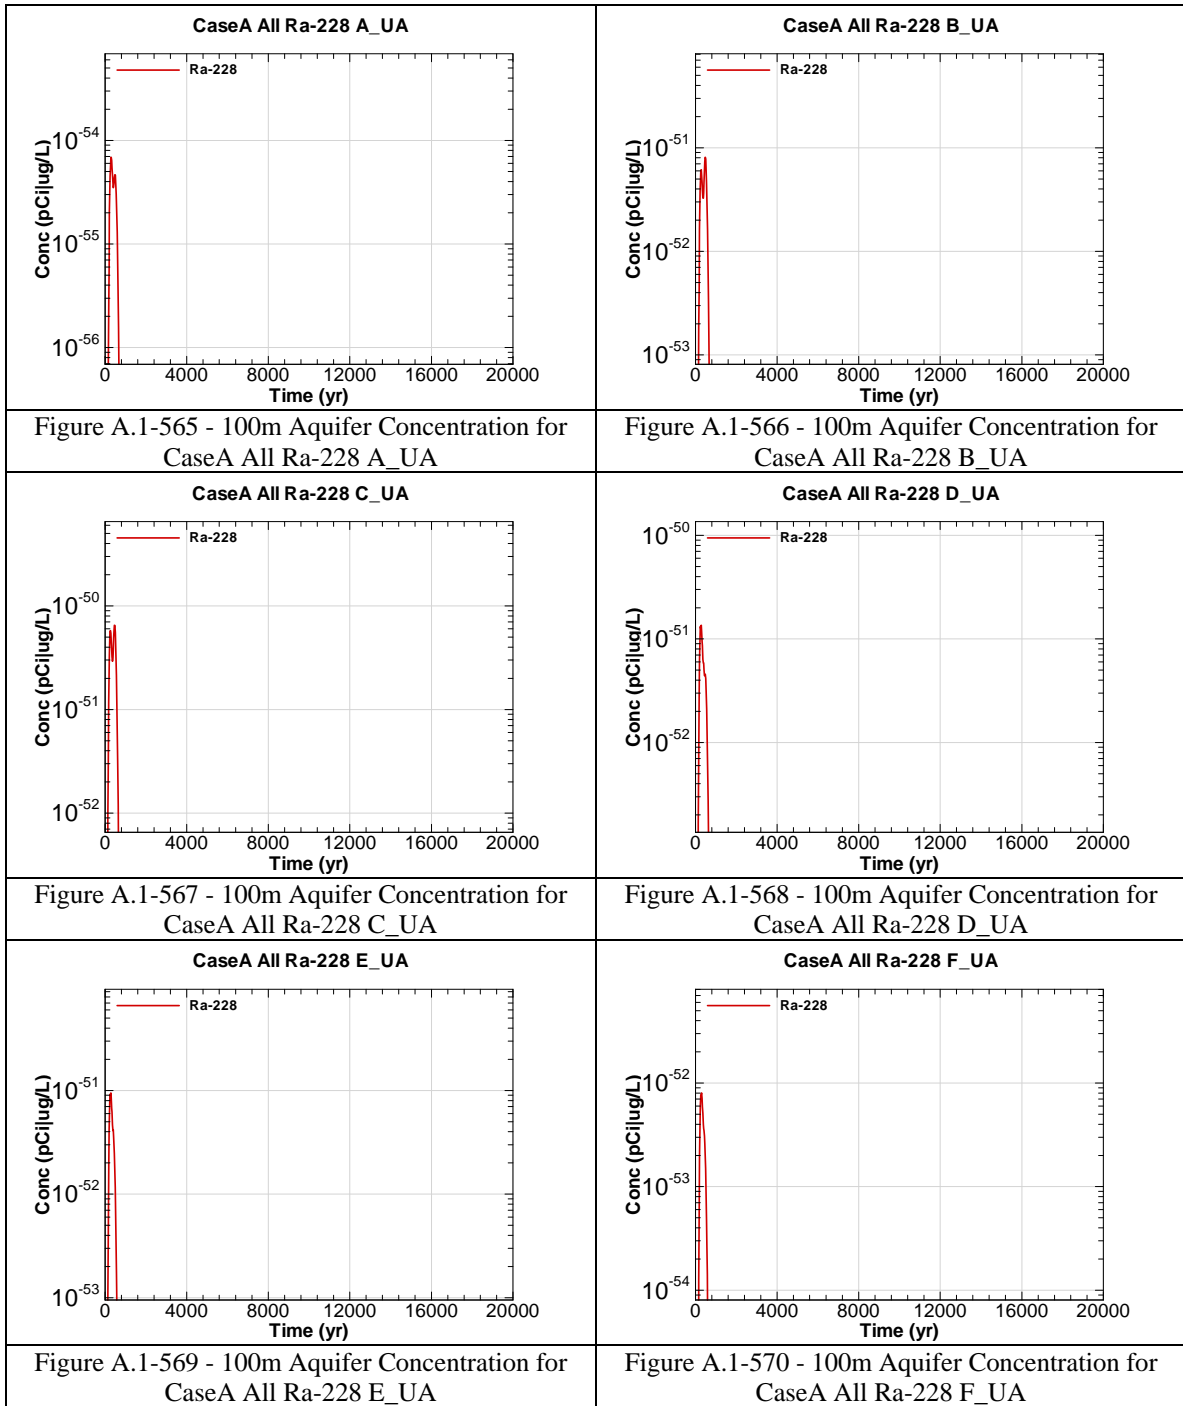 CaseA All Ra-228 A_UA
Ra-228
Conc (pCi|ug/L)
10-54
10-55
10-56
0 4000 8000 12000 16000 20000
Time (yr)
Figure A.1-565 - 100m Aquifer Concentration for
CaseA All Ra-228 A_UA
CaseA All Ra-228 B_UA
Ra-228
Conc (pCi|ug/L)
10-51
10-52
10-53
0 4000 8000 12000 16000 20000
Time (yr)
Figure A.1-566 - 100m Aquifer Concentration for
CaseA All Ra-228 B_UA
CaseA All Ra-228 C_UA
Ra-228
Conc (pCi|ug/L)
10-50
10-51
10-52
0 4000 8000 12000 16000 20000
Time (yr)
Figure A.1-567 - 100m Aquifer Concentration for
CaseA All Ra-228 C_UA
CaseA All Ra-228 D_UA
Ra-228
Conc (pCi|ug/L)
10-50
10-51
10-52
0 4000 8000 12000 16000 20000
Time (yr)
Figure A.1-568 - 100m Aquifer Concentration for
CaseA All Ra-228 D_UA
CaseA All Ra-228 E_UA
Ra-228
Conc (pCi|ug/L)
10-51
10-52
10-53
0 4000 8000 12000 16000 20000
Time (yr)
Figure A.1-569 - 100m Aquifer Concentration for
CaseA All Ra-228 E_UA
CaseA All Ra-228 F_UA
Ra-228
Conc (pCi|ug/L)
10-52
10-53
10-54
0 4000 8000 12000 16000 20000
Time (yr)
Figure A.1-570 - 100m Aquifer Concentration for
CaseA All Ra-228 F_UA